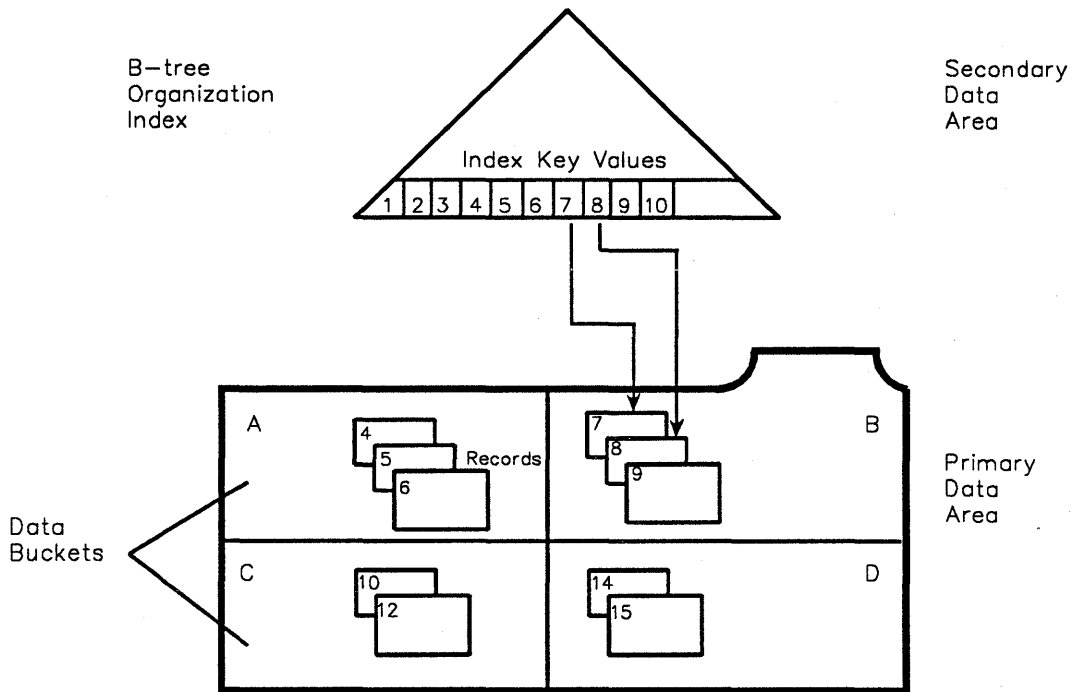 B-tree
Organization
Index
Secondary
Data
Area
Index Key Values
1 2 3 4 5 6 7 8 9 10
A
4
5
6
Records
7
8
9
B
Primary
Data
Area
Data
Buckets
C
10
12
14
15
D